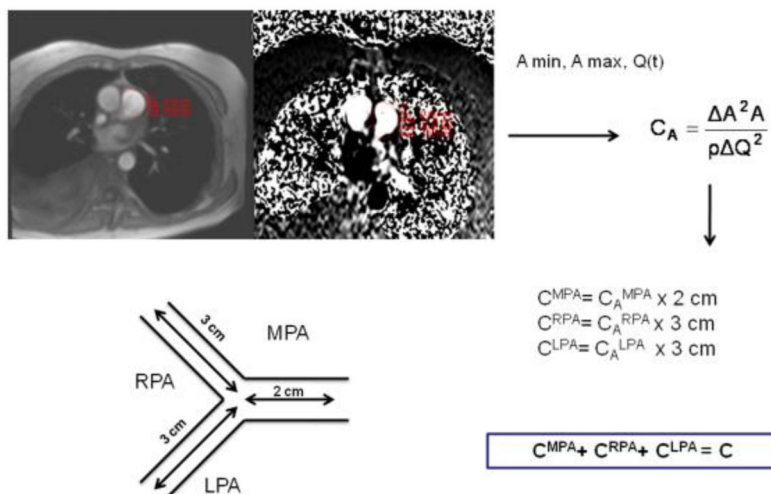 A min, A max, Q(t)
C_A = ΔA²A / pΔQ²
C^MPA= C_A^MPA x 2 cm
C^RPA= C_A^RPA x 3 cm
C^LPA= C_A^LPA x 3 cm
3 cm
MPA
RPA
2 cm
3 cm
LPA
C^MPA+ C^RPA+ C^LPA= C